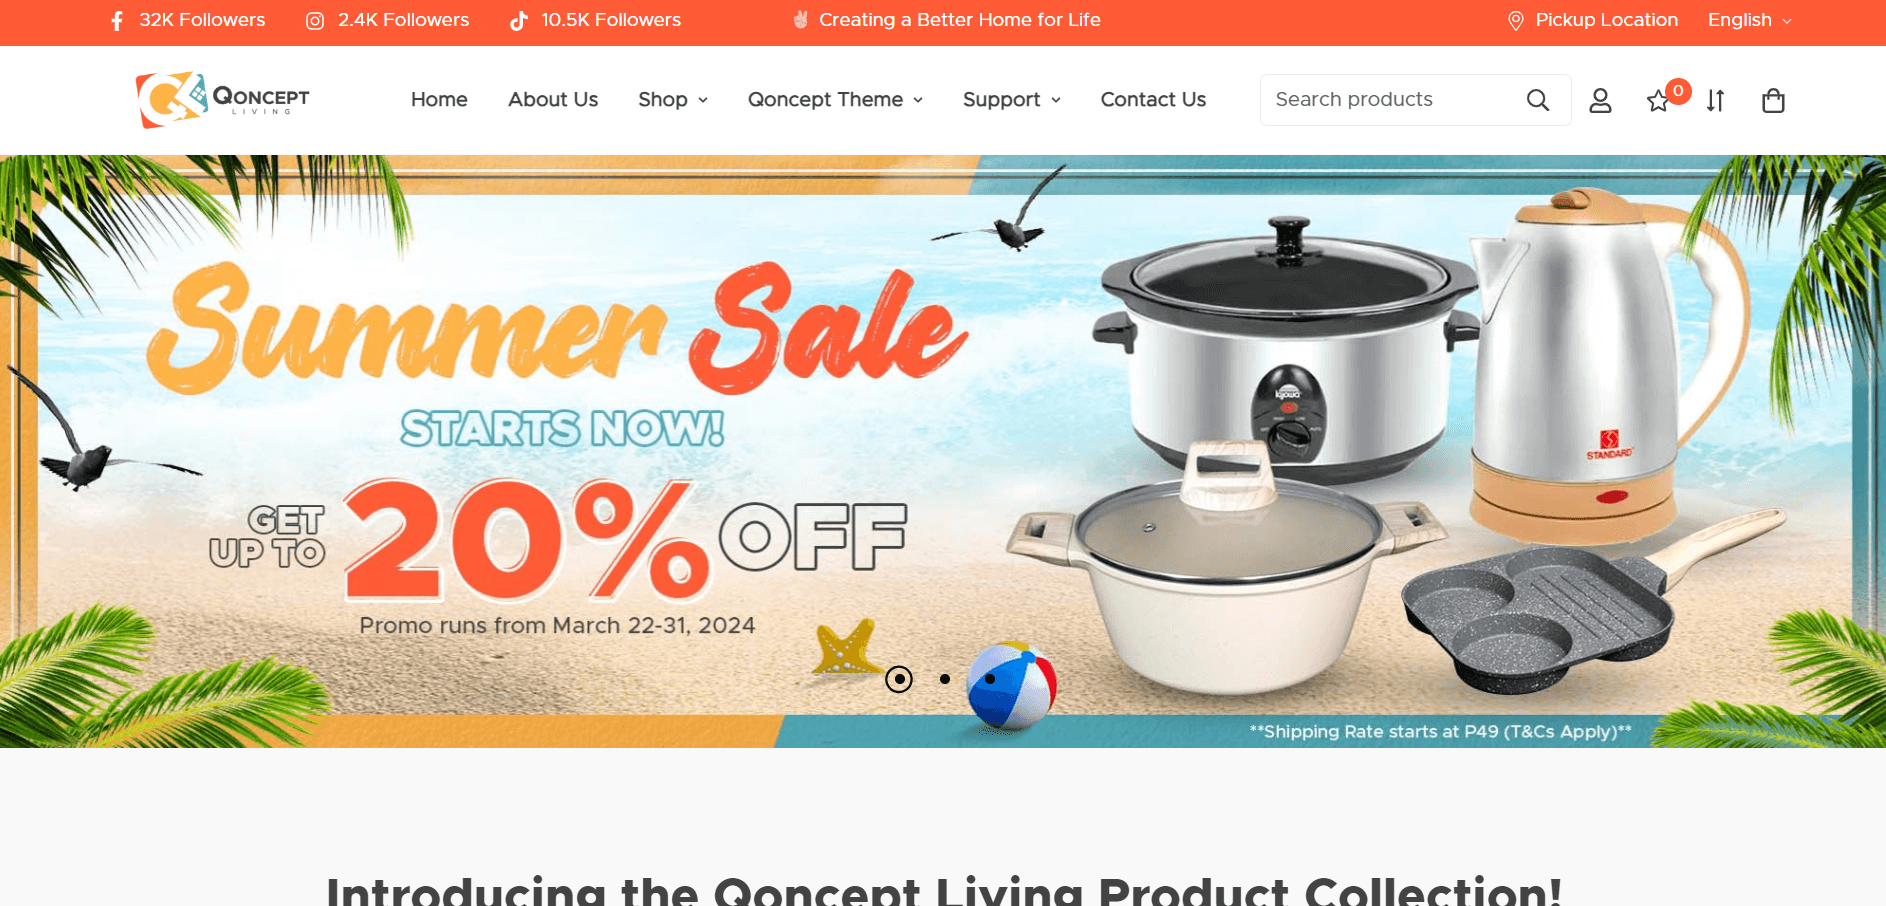 32K Followers
2.4K Followers
10.5K Followers
✌🏻 Creating a Better Home for Life
Pickup Location
English
QONCEPT
LIVING
Home
About Us
Shop
Qoncept Theme
Support
Contact Us
Search products
0
Summer Sale
STARTS NOW!
GET
UP TO
20% OFF
Promo runs from March 22-31, 2024
kyowa
STANDARD
**Shipping Rate starts at P49 (T&Cs Apply)**
Introducing the Qoncept Living Product Collection!